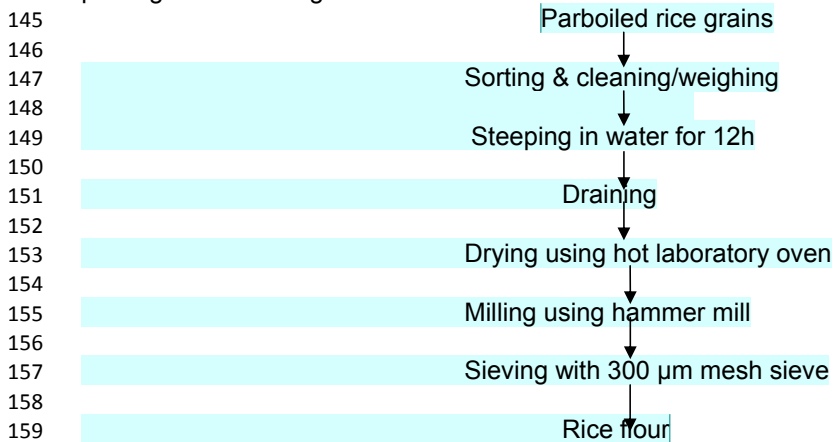 145 Parboiled rice grains
146
147 Sorting & cleaning/weighing
148
149 Steeping in water for 12h
150
151 Draining
152
153 Drying using hot laboratory oven
154
155 Milling using hammer mill
156
157 Sieving with 300 µm mesh sieve
158
159 Rice flour